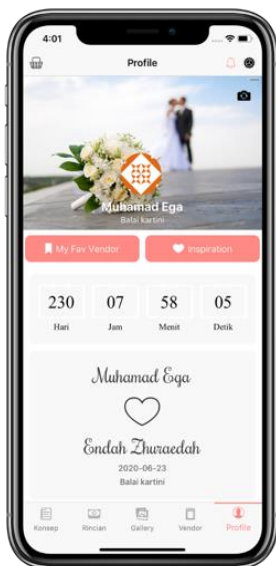 4:01
Profile
Muhamad Ega
Balai kartini
My Fav Vendor
Inspiration
230 07 58 05
Hari Jam Menit Detik
Muhamad Ega
Endah Zhuraedah
2020-06-23
Balai kartini
Konsep Rincian Gallery Vendor Profile